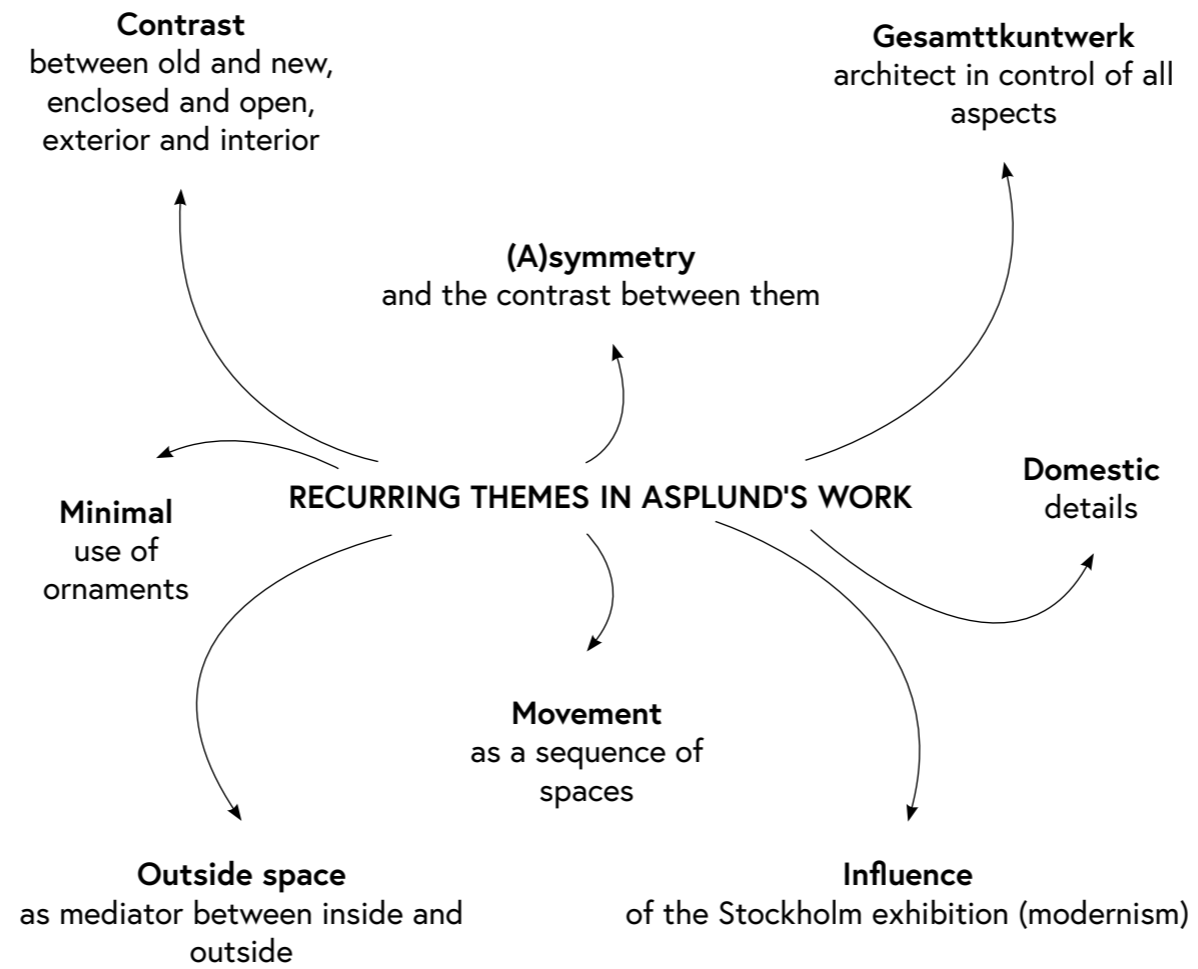 Contrast
between old and new,
enclosed and open,
exterior and interior
Gesamttkuntwerk
architect in control of all
aspects
(A)symmetry
and the contrast between them
RECURRING THEMES IN ASPLUND'S WORK
Domestic
details
Minimal
use of
ornaments
Movement
as a sequence of
spaces
Outside space
as mediator between inside and
outside
Influence
of the Stockholm exhibition (modernism)